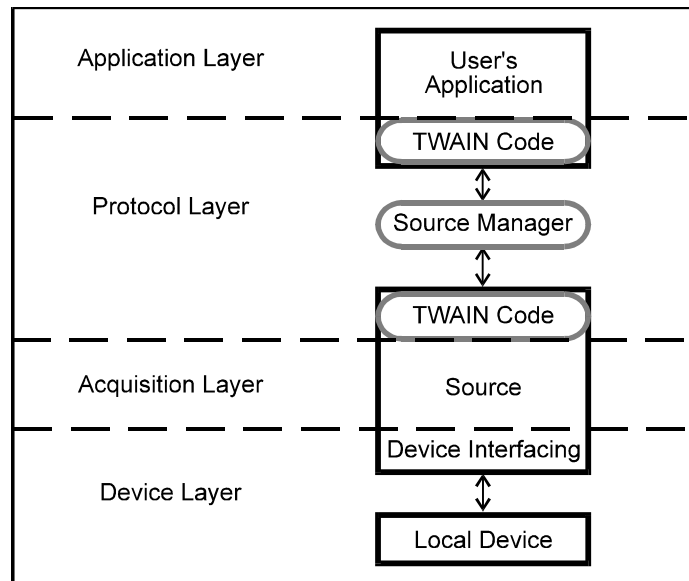 Application Layer
User's
Application
TWAIN Code
Protocol Layer
Source Manager
TWAIN Code
Acquisition Layer
Source
Device Interfacing
Device Layer
Local Device